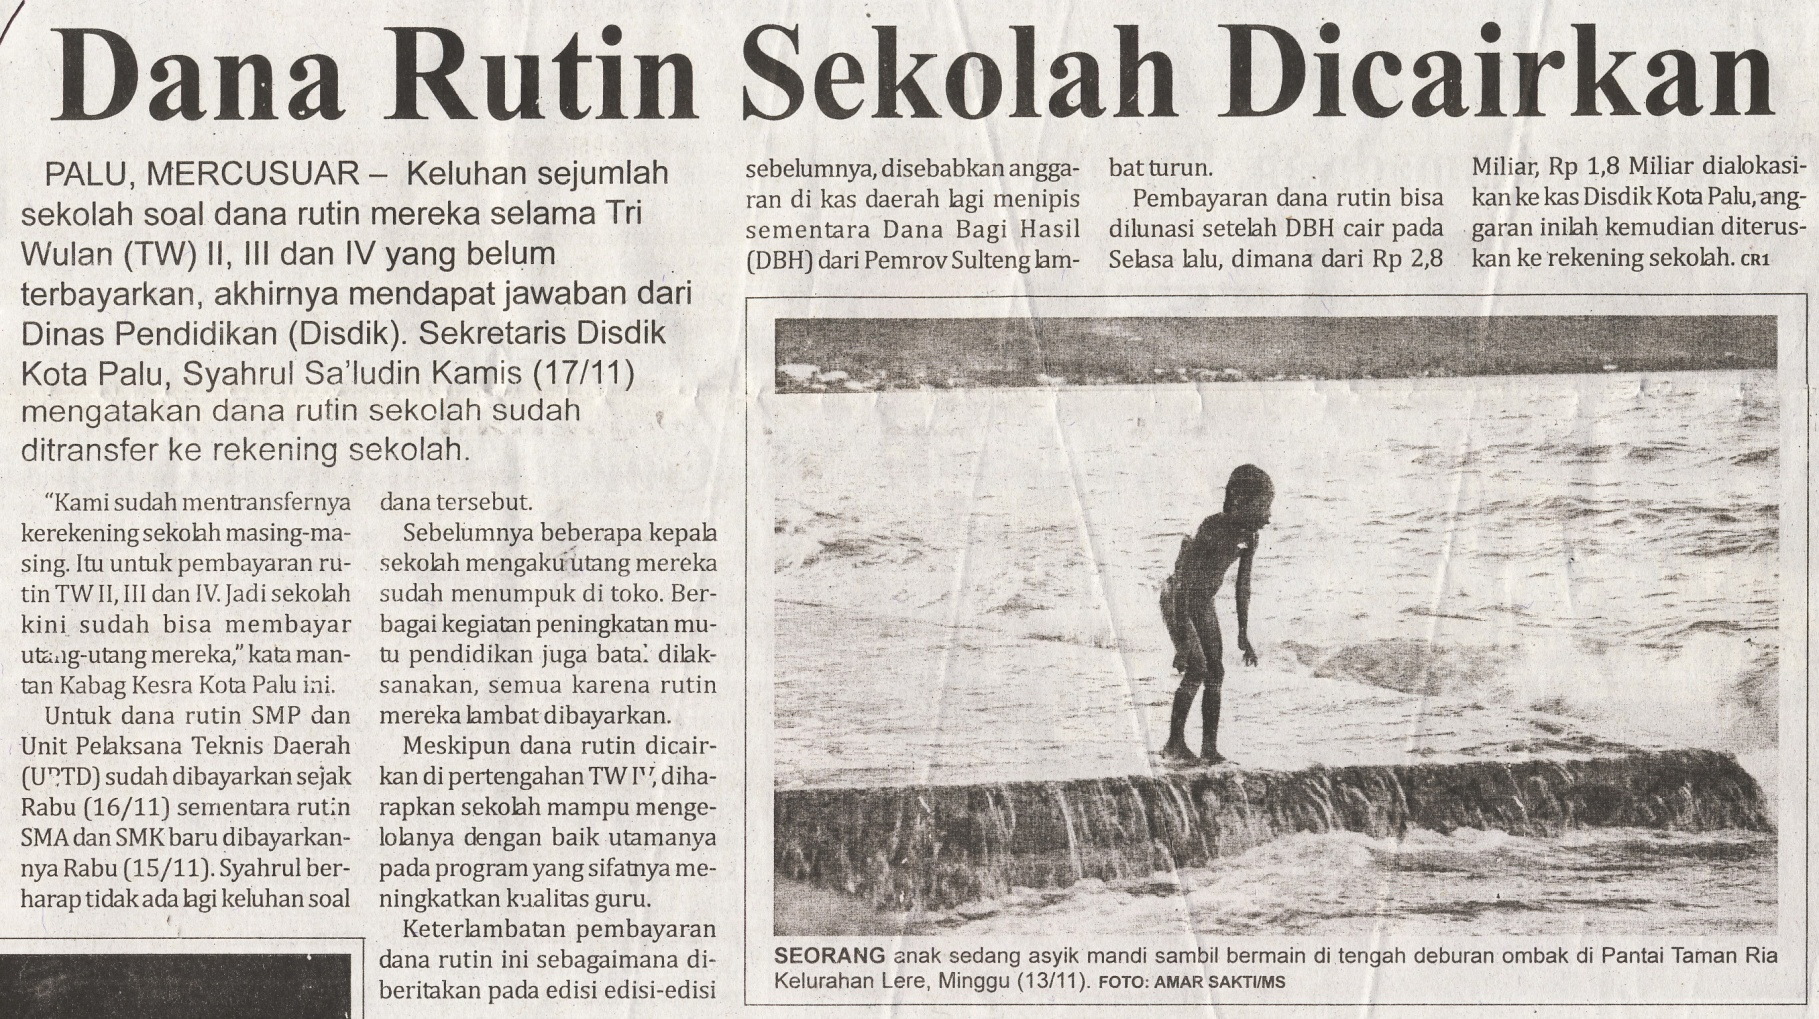 Dana Rutin Sekolah Dicairkan
PALU, MERCUSUAR – Keluhan sejumlah
sekolah soal dana rutin mereka selama Tri
Wulan (TW) II, III dan IV yang belum
terbayarkan, akhirnya mendapat jawaban dari
Dinas Pendidikan (Disdik). Sekretaris Disdik
Kota Palu, Syahrul Sa'ludin Kamis (17/11)
mengatakan dana rutin sekolah sudah
ditransfer ke rekening sekolah.
“Kami sudah mentransfernya
kerekening sekolah masing-ma-
sing. Itu untuk pembayaran ru-
tin TW II, III dan IV. Jadi sekolah
kini sudah bisa membayar
utang-utang mereka,” kata man-
tan Kabag Kesra Kota Palu ini.
Untuk dana rutin SMP dan
Unit Pelaksana Teknis Daerah
(UPTD) sudah dibayarkan sejak
Rabu (16/11) sementara rutin
SMA dan SMK baru dibayarkan-
nya Rabu (15/11). Syahrul ber-
harap tidak ada lagi keluhan soal
dana tersebut.
Sebelumnya beberapa kepala
sekolah mengaku utang mereka
sudah menumpuk di toko. Ber-
bagai kegiatan peningkatan mu-
tu pendidikan juga batal dilak-
sanakan, semua karena rutin
mereka lambat dibayarkan.
Meskipun dana rutin dicair-
kan di pertengahan TW IV, diha-
rapkan sekolah mampu menge-
lolanya dengan baik utamanya
pada program yang sifatnya me-
ningkatkan kualitas guru.
Keterlambatan pembayaran
dana rutin ini sebagaimana di-
beritakan pada edisi edisi-edisi
sebelumnya, disebabkan angga-
ran di kas daerah lagi menipis
sementara Dana Bagi Hasil
(DBH) dari Pemrov Sulteng lam-
bat turun.
Pembayaran dana rutin bisa
dilunasi setelah DBH cair pada
Selasa lalu, dimana dari Rp 2,8
Miliar, Rp 1,8 Miliar dialokasi-
kan ke kas Disdik Kota Palu, ang-
garan inilah kemudian diterus-
kan ke rekening sekolah. CR1
SEORANG anak sedang asyik mandi sambil bermain di tengah deburan ombak di Pantai Taman Ria
Kelurahan Lere, Minggu (13/11). FOTO: AMAR SAKTI/MS